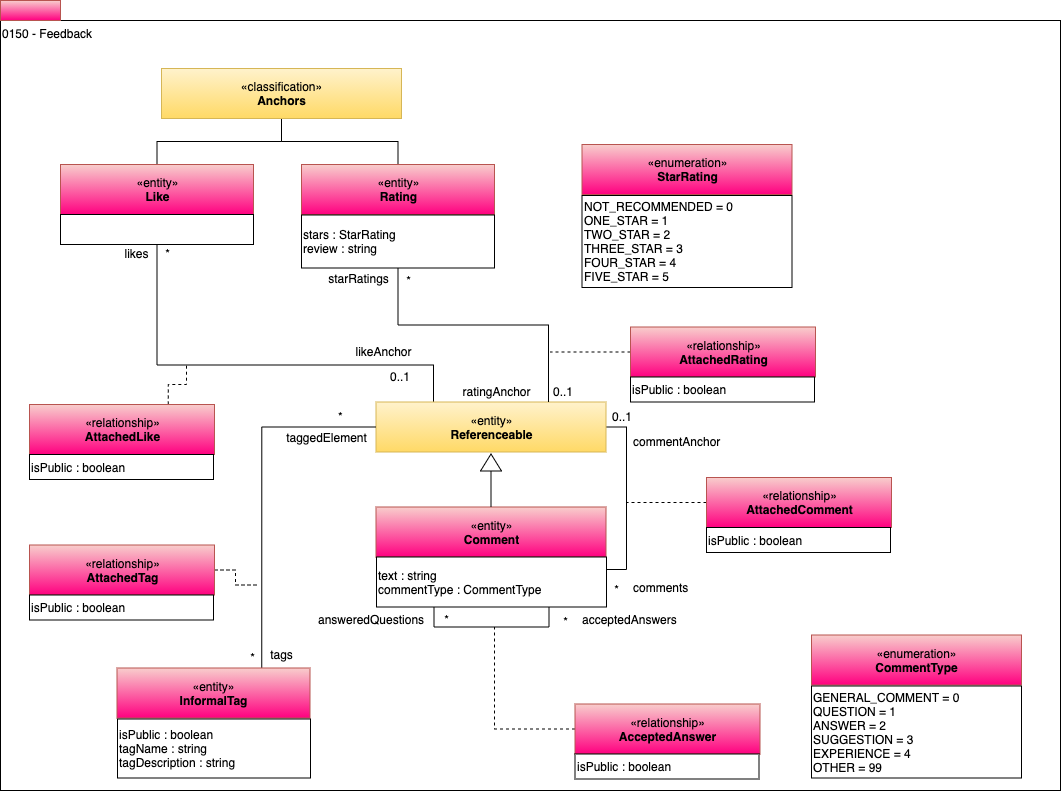 0150 - Feedback
«classification»
Anchors
«entity»
Like
«entity»
Rating
stars : StarRating
review : string
«enumeration»
StarRating
NOT_RECOMMENDED = 0
ONE_STAR = 1
TWO_STAR = 2
THREE_STAR = 3
FOUR_STAR = 4
FIVE_STAR = 5
likes
*
starRatings
*
likeAnchor
0..1
ratingAnchor
0..1
«relationship»
AttachedRating
isPublic : boolean
«relationship»
AttachedLike
isPublic : boolean
*
taggedElement
«entity»
Referenceable
0..1
commentAnchor
«relationship»
AttachedComment
isPublic : boolean
«entity»
Comment
text : string
commentType : CommentType
*
comments
«relationship»
AttachedTag
isPublic : boolean
answeredQuestions
*
*
acceptedAnswers
*
tags
«entity»
InformalTag
isPublic : boolean
tagName : string
tagDescription : string
«relationship»
AcceptedAnswer
isPublic : boolean
«enumeration»
CommentType
GENERAL_COMMENT = 0
QUESTION = 1
ANSWER = 2
SUGGESTION = 3
EXPERIENCE = 4
OTHER = 99